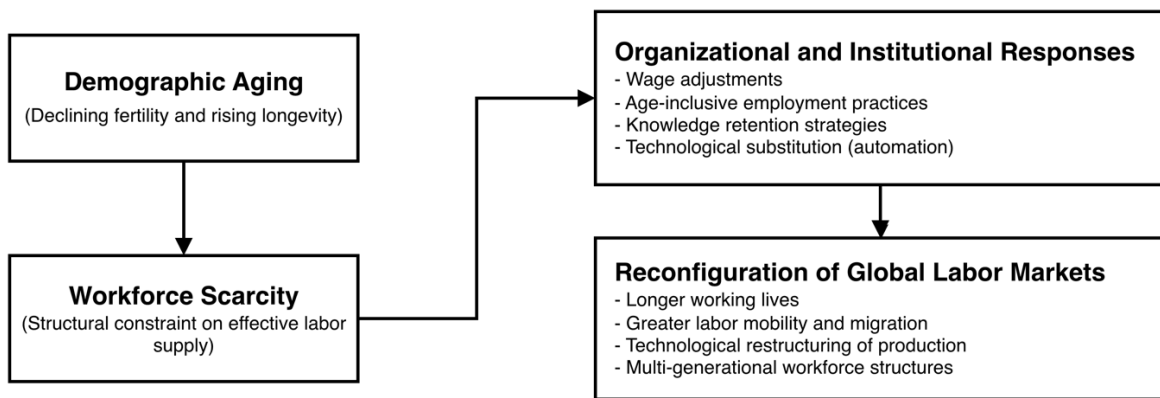 Demographic Aging
(Declining fertility and rising longevity)
Workforce Scarcity
(Structural constraint on effective labor
supply)
Organizational and Institutional Responses
- Wage adjustments
- Age-inclusive employment practices
- Knowledge retention strategies
- Technological substitution (automation)
Reconfiguration of Global Labor Markets
- Longer working lives
- Greater labor mobility and migration
- Technological restructuring of production
- Multi-generational workforce structures